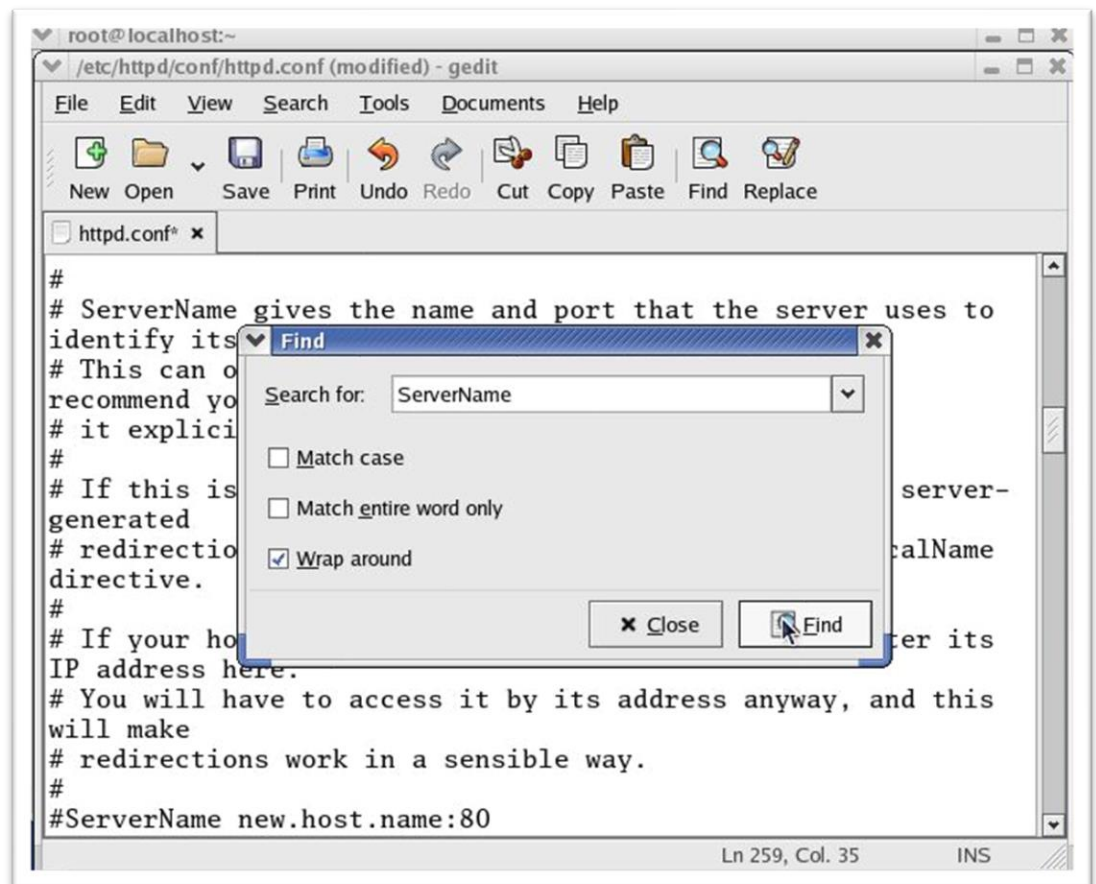 root@localhost:~
/etc/httpd/conf/httpd.conf (modified) - gedit
File Edit View Search Tools Documents Help
New Open Save Print Undo Redo Cut Copy Paste Find Replace
httpd.conf*
#
# ServerName gives the name and port that the server uses to
identify its
# This can o
recommend yo
# it explici
#
# If this is server-
generated
# redirectio calName
directive.
#
# If your ho ter its
IP address here.
# You will have to access it by its address anyway, and this
will make
# redirections work in a sensible way.
#
#ServerName new.host.name:80
Find
Search for: ServerName
Match case
Match entire word only
Wrap around
Close Find
Ln 259, Col. 35 INS